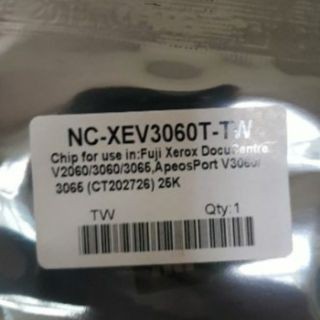 NC-XEV3060T-TW
Chip for use in:Fuji Xerox DocuCentre
V2060/3060/3065,ApeosPort V3060/
3065 (CT202726) 25K
TW Qty:1